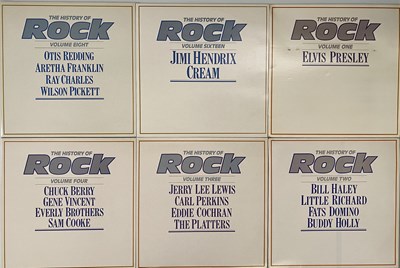 THE HISTORY OF
ROCK
VOLUME EIGHT
OTIS REDDING
ARETHA FRANKLIN
RAY CHARLES
WILSON PICKETT
THE HISTORY OF
ROCK
VOLUME SIXTEEN
JIMI HENDRIX
CREAM
THE HISTORY OF
ROCK
VOLUME ONE
ELVIS PRESLEY
THE HISTORY OF
ROCK
VOLUME FOUR
CHUCK BERRY
GENE VINCENT
EVERLY BROTHERS
SAM COOKE
THE HISTORY OF
ROCK
VOLUME THREE
JERRY LEE LEWIS
CARL PERKINS
EDDIE COCHRAN
THE PLATTERS
THE HISTORY OF
ROCK
VOLUME TWO
BILL HALEY
LITTLE RICHARD
FATS DOMINO
BUDDY HOLLY